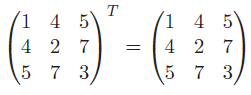 ( 1 4 5 )ᵀ   ( 1 4 5 )
( 4 2 7 )  = ( 4 2 7 )
( 5 7 3 )    ( 5 7 3 )